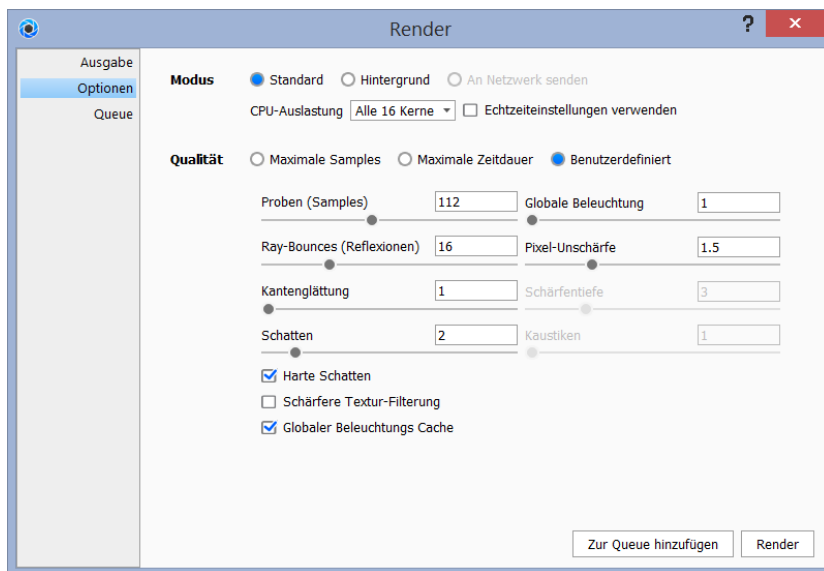 Render
?
Ausgabe
Optionen
Queue
Modus Standard Hintergrund An Netzwerk senden
CPU-Auslastung Alle 16 Kerne Echtzeiteinstellungen verwenden
Qualität Maximale Samples Maximale Zeitdauer Benutzerdefiniert
Proben (Samples) 112 Globale Beleuchtung 1
Ray-Bounces (Reflexionen) 16 Pixel-Unschärfe 1.5
Kantenglättung 1 Schärfentiefe 3
Schatten 2 Kaustiken 1
Harte Schatten
Schärfere Textur-Filterung
Globaler Beleuchtungs Cache
Zur Queue hinzufügen Render